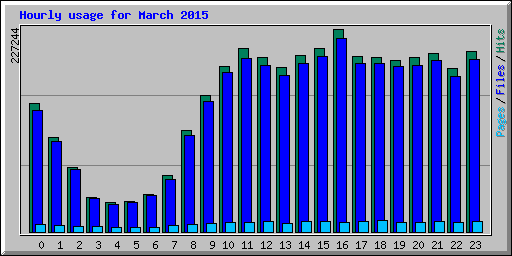 Hourly usage for March 2015
227244
Pages / Files / Hits
0 1 2 3 4 5 6 7 8 9 10 11 12 13 14 15 16 17 18 19 20 21 22 23